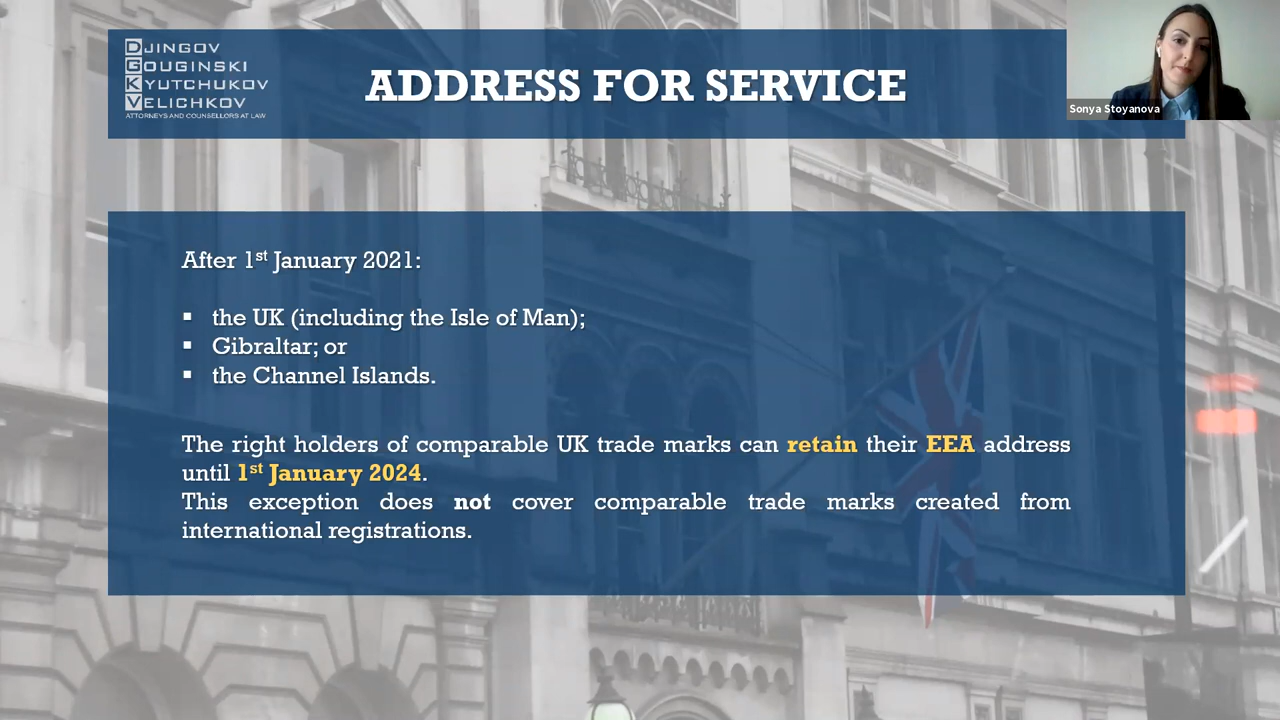 DJINGOV
GOUGINSKI
KYUTCHUKOV
VELICHKOV
ATTORNEYS AND COUNSELLORS AT LAW
ADDRESS FOR SERVICE
Sonya Stoyanova
After 1st January 2021:
▪ the UK (including the Isle of Man);
▪ Gibraltar; or
▪ the Channel Islands.
The right holders of comparable UK trade marks can retain their EEA address
until 1st January 2024.
This exception does not cover comparable trade marks created from
international registrations.